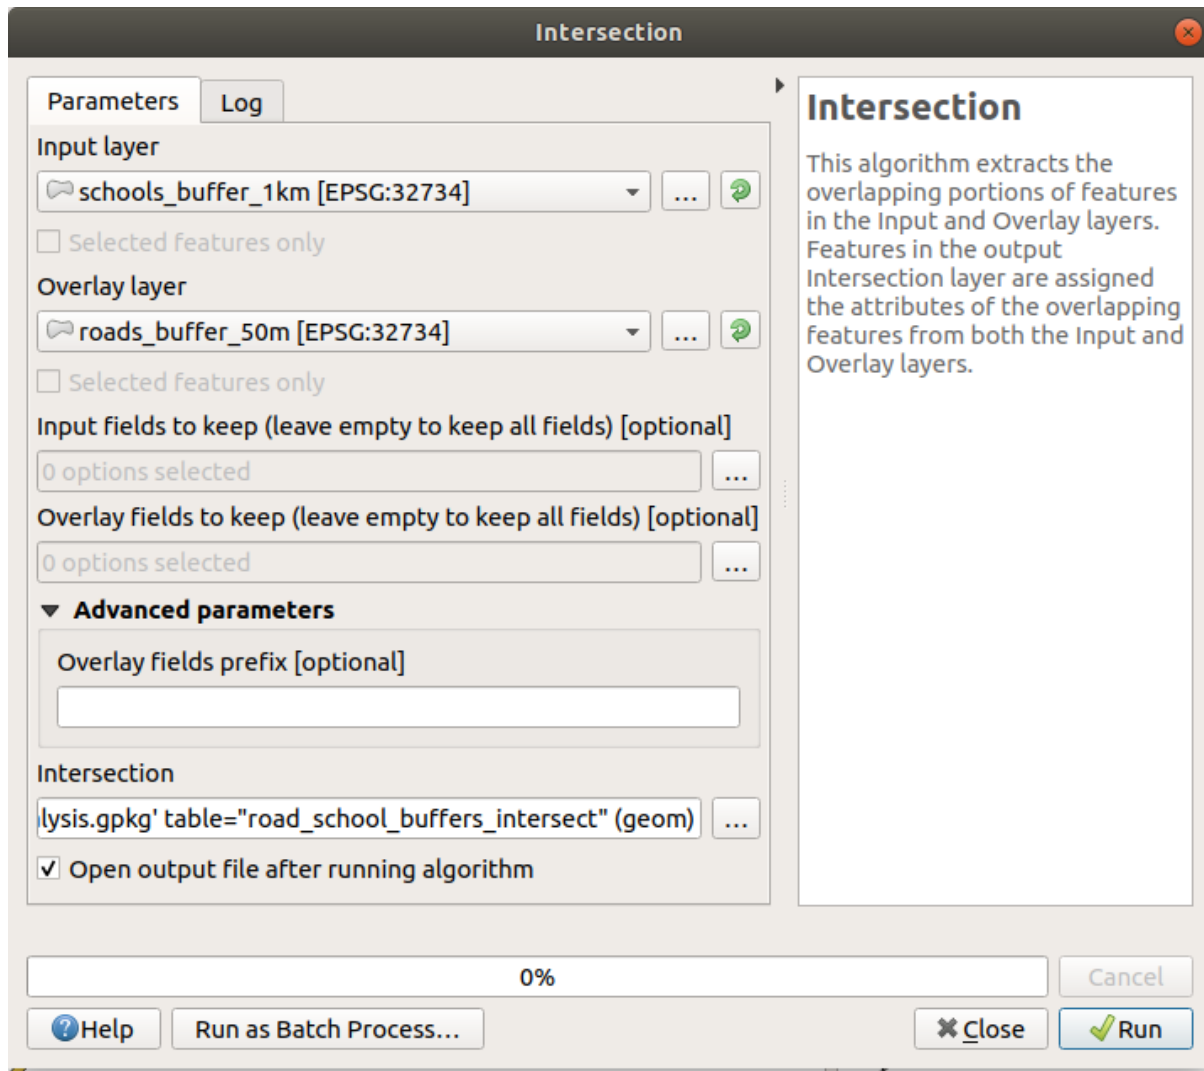 Intersection
Parameters
Log
Input layer
schools_buffer_1km [EPSG:32734]
...
Selected features only
Overlay layer
roads_buffer_50m [EPSG:32734]
...
Selected features only
Input fields to keep (leave empty to keep all fields) [optional]
0 options selected
...
Overlay fields to keep (leave empty to keep all fields) [optional]
0 options selected
...
Advanced parameters
Overlay fields prefix [optional]
Intersection
lysis.gpkg' table="road_school_buffers_intersect" (geom)
...
Open output file after running algorithm
Intersection
This algorithm extracts the
overlapping portions of features
in the Input and Overlay layers.
Features in the output
Intersection layer are assigned
the attributes of the overlapping
features from both the Input and
Overlay layers.
0%
Cancel
Help
Run as Batch Process...
Close
Run